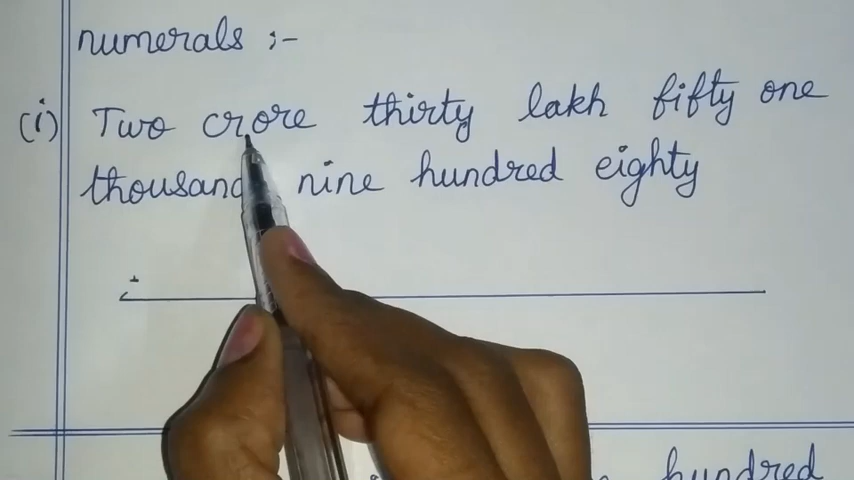 numerals :-
(i) Two crore thirty lakh fifty one
thousand nine hundred eighty
hundred